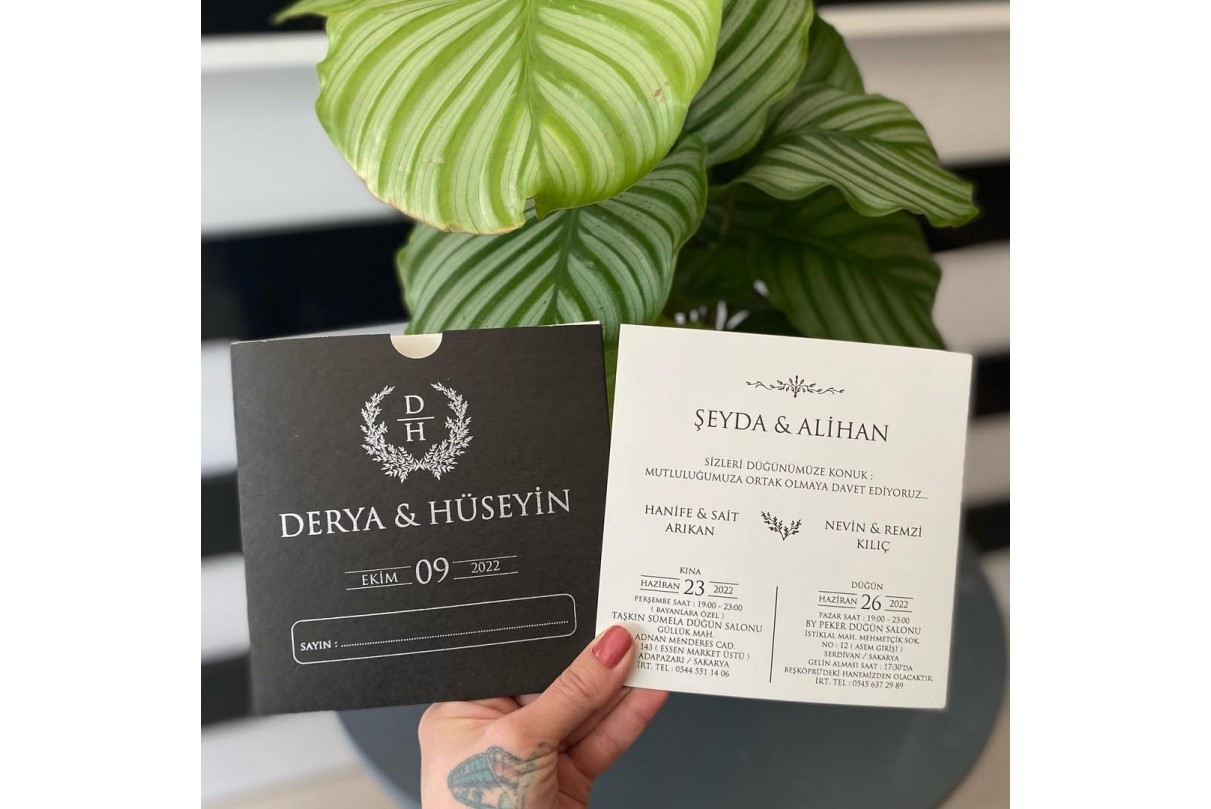 D
H
DERYA & HÜSEYİN
EKİM 09 2022
SAYIN : ....................................................
ŞEYDA & ALİHAN
SİZLERİ DÜĞÜNÜMÜZE KONUK ;
MUTLULUĞUMUZA ORTAK OLMAYA DAVET EDİYORUZ...
HANİFE & SAİT
ARIKAN
NEVİN & REMZİ
KILIÇ
KINA
HAZİRAN 23 2022
PERŞEMBE SAAT : 19:00 - 23:00
( BAYANLARA ÖZEL )
TAŞKIN SÜMELA DÜĞÜN SALONU
GÜLLÜK MAH.
ADNAN MENDERES CAD.
143 ( ESSEN MARKET ÜSTÜ )
ADAPAZARI / SAKARYA
İRT. TEL : 0544 551 14 06
DÜĞÜN
HAZİRAN 26 2022
PAZAR SAAT : 19:00 - 23:00
BY PEKER DÜĞÜN SALONU
İSTİKLAL MAH. MEHMETÇİK SOK.
NO : 12 ( ASEM GİRİŞİ )
SERDİVAN / SAKARYA
GELİN ALMASI SAAT : 17:30'DA
BEŞKÖPRÜ'DEKİ HANEMİZDEN OLACAKTIR.
İRT. TEL : 0545 637 29 89